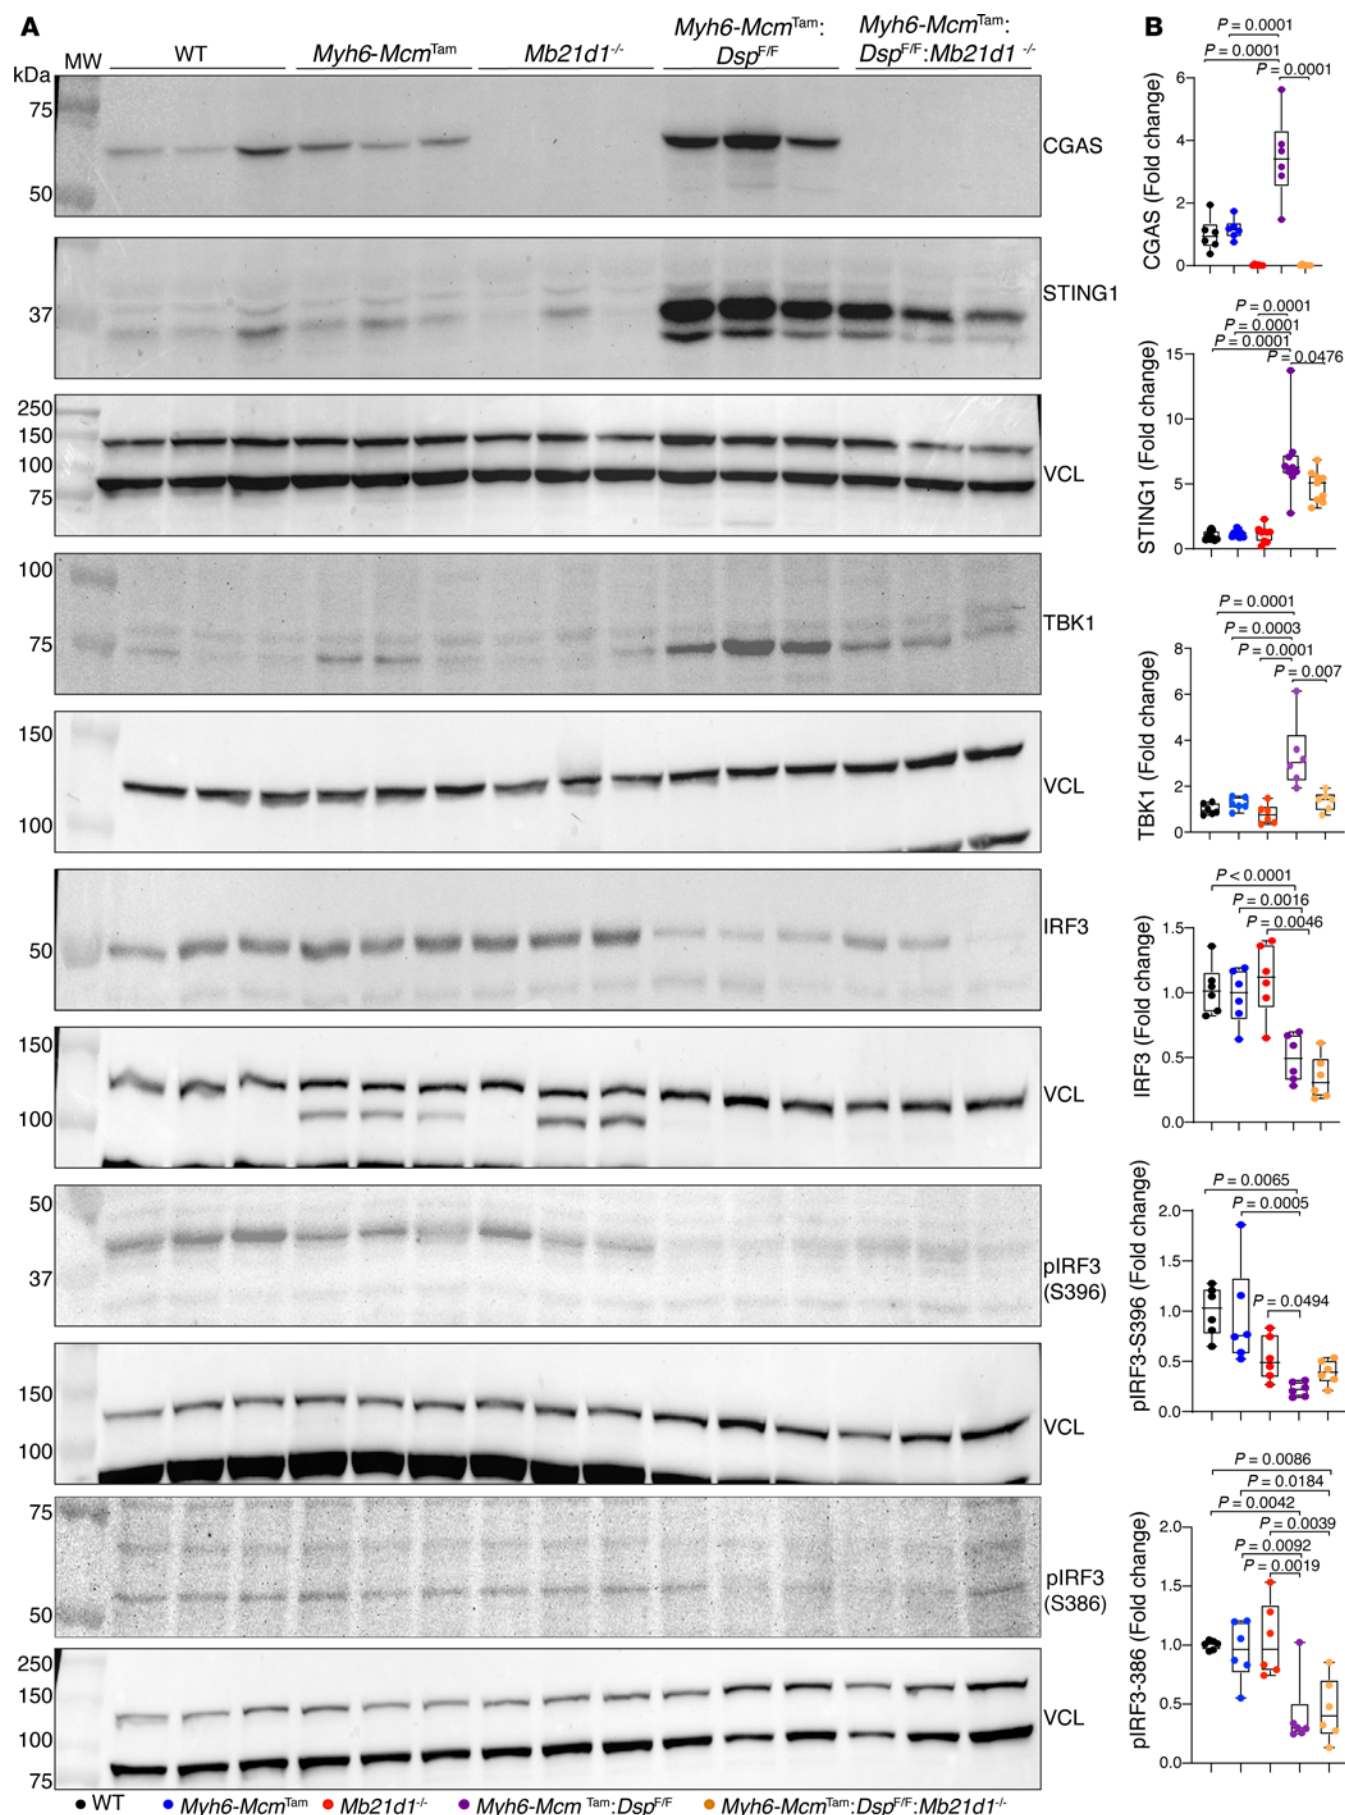 A
MW
WT
Myh6-Mcm^Tam
Mb21d1^-/-
Myh6-Mcm^Tam:
Dsp^F/F
Myh6-Mcm^Tam:
Dsp^F/F:Mb21d1^-/-
kDa
75
50
CGAS
37
STING1
250
150
100
75
VCL
100
75
TBK1
150
100
VCL
50
IRF3
150
100
VCL
50
37
pIRF3
(S396)
150
100
VCL
75
50
pIRF3
(S386)
250
150
100
75
VCL
B
P = 0.0001
P = 0.0001
P = 0.0001
CGAS (Fold change)
6
4
2
0
P = 0.0001
P = 0.0001
P = 0.0001
P = 0.0476
STING1 (Fold change)
15
10
5
0
P = 0.0001
P = 0.0003
P = 0.0001
P = 0.007
TBK1 (Fold change)
8
6
4
2
0
P < 0.0001
P = 0.0016
P = 0.0046
IRF3 (Fold change)
1.5
1.0
0.5
0.0
P = 0.0065
P = 0.0005
P = 0.0494
pIRF3-S396 (Fold change)
2.0
1.5
1.0
0.5
0.0
P = 0.0086
P = 0.0184
P = 0.0042
P = 0.0039
P = 0.0092
P = 0.0019
pIRF3-386 (Fold change)
2.0
1.5
1.0
0.5
0.0
WT Myh6-Mcm^Tam Mb21d1^-/- Myh6-Mcm^Tam:Dsp^F/F Myh6-Mcm^Tam:Dsp^F/F:Mb21d1^-/-